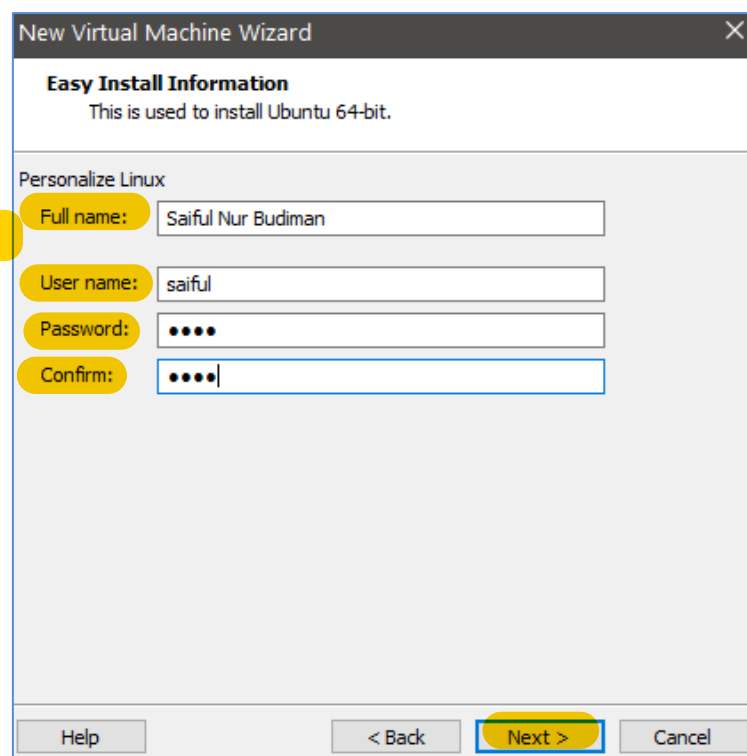 New Virtual Machine Wizard
Easy Install Information
This is used to install Ubuntu 64-bit.
Personalize Linux
Full name: Saiful Nur Budiman
User name: saiful
Password: ●●●●
Confirm: ●●●●
Help < Back Next > Cancel